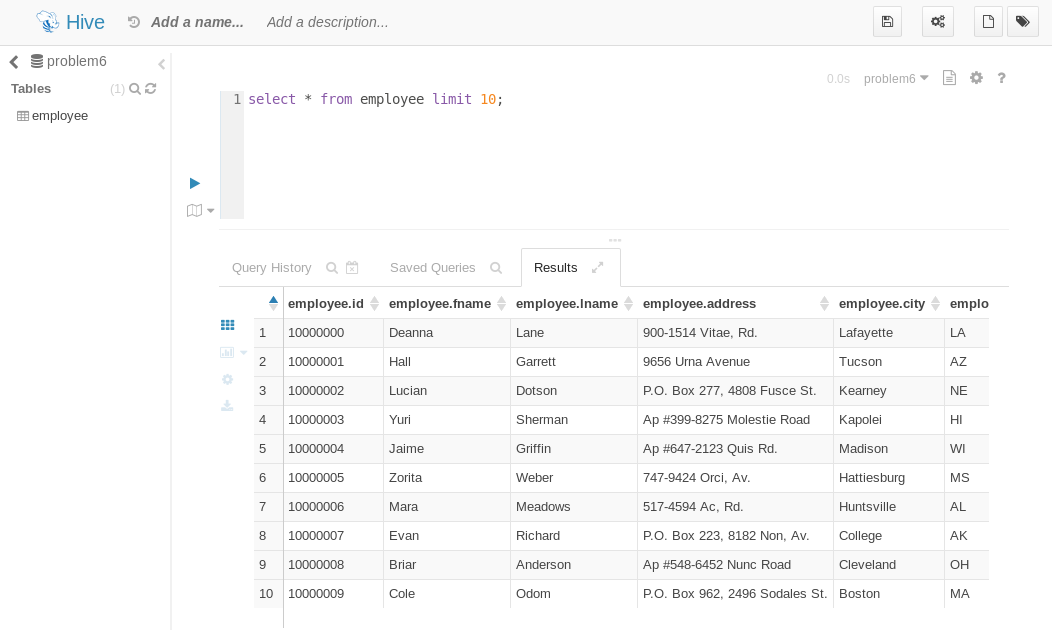 Hive Add a name... Add a description...
problem6
Tables (1)
employee
0.0s problem6 ?
1 select * from employee limit 10;
Query History Saved Queries Results
employee.id employee.fname employee.lname employee.address employee.city emplo
1 10000000 Deanna Lane 900-1514 Vitae, Rd. Lafayette LA
2 10000001 Hall Garrett 9656 Urna Avenue Tucson AZ
3 10000002 Lucian Dotson P.O. Box 277, 4808 Fusce St. Kearney NE
4 10000003 Yuri Sherman Ap #399-8275 Molestie Road Kapolei HI
5 10000004 Jaime Griffin Ap #647-2123 Quis Rd. Madison WI
6 10000005 Zorita Weber 747-9424 Orci, Av. Hattiesburg MS
7 10000006 Mara Meadows 517-4594 Ac, Rd. Huntsville AL
8 10000007 Evan Richard P.O. Box 223, 8182 Non, Av. College AK
9 10000008 Briar Anderson Ap #548-6452 Nunc Road Cleveland OH
10 10000009 Cole Odom P.O. Box 962, 2496 Sodales St. Boston MA